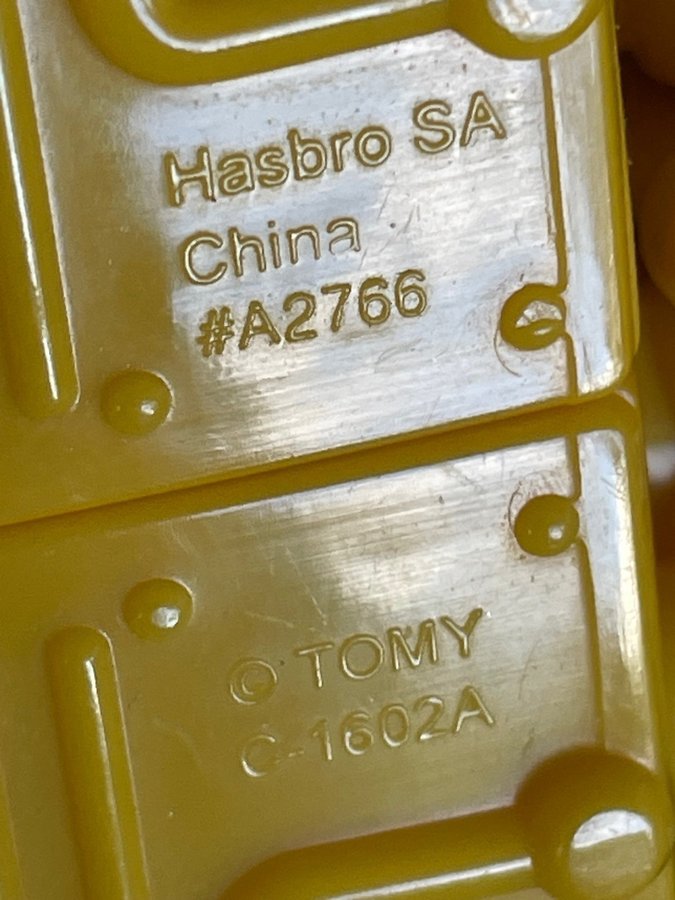 Hasbro SA
China
#A2766
© TOMY
C-1602A